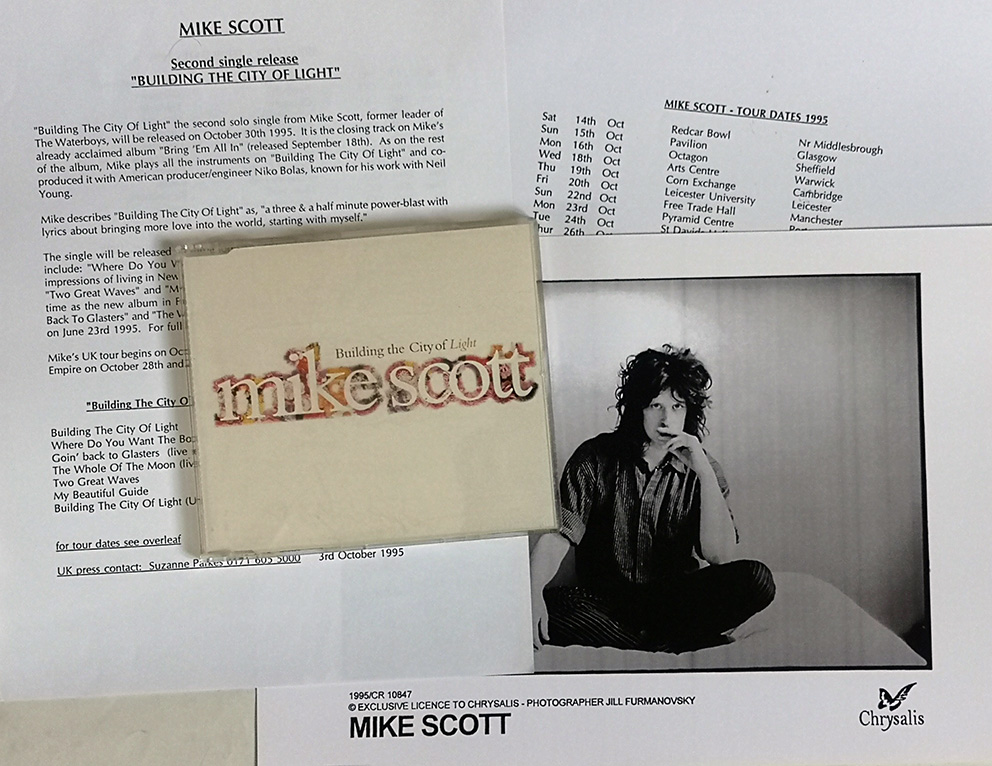 MIKE SCOTT
Second single release
"BUILDING THE CITY OF LIGHT"
"Building The City Of Light" the second solo single from Mike Scott, former leader of
The Waterboys, will be released on October 30th 1995. It is the closing track on Mike's
already acclaimed album "Bring 'Em All In" (released September 18th). As on the rest
of the album, Mike plays all the instruments on "Building The City Of Light" and co-
produced it with American producer/engineer Niko Bolas, known for his work with Neil
Young.
Mike describes "Building The City Of Light" as, "a three & a half minute power-blast with
lyrics about bringing more love into the world, starting with myself."
The single will be released
include: "Where Do You
impressions of living in New
"Two Great Waves" and
time as the new album in
Back To Glasters" and "The
on June 23rd 1995. For full
Mike's UK tour begins on
Empire on October 28th and
"Building The City
Building The City Of Light
Where Do You Want The
Goin' back to Glasters (live
The Whole Of The Moon (liv
Two Great Waves
My Beautiful Guide
Building The City Of Light
for tour dates see overleaf
UK press contact: Suzanne Parkes 0171 605 5000 3rd October 1995
MIKE SCOTT - TOUR DATES 1995
Sat 14th Oct Redcar Bowl Nr Middlesbrough
Sun 15th Oct Pavilion Glasgow
Mon 16th Oct Octagon Sheffield
Wed 18th Oct Arts Centre Warwick
Thu 19th Oct Corn Exchange Cambridge
Fri 20th Oct Leicester University Leicester
Sun 22nd Oct Free Trade Hall Manchester
Mon 23rd Oct Pyramid Centre
Tue 24th Oct
26th
Building the City of Light
mike scott
1995/CR 10847
© EXCLUSIVE LICENCE TO CHRYSALIS - PHOTOGRAPHER JILL FURMANOVSKY
MIKE SCOTT
Chrysalis